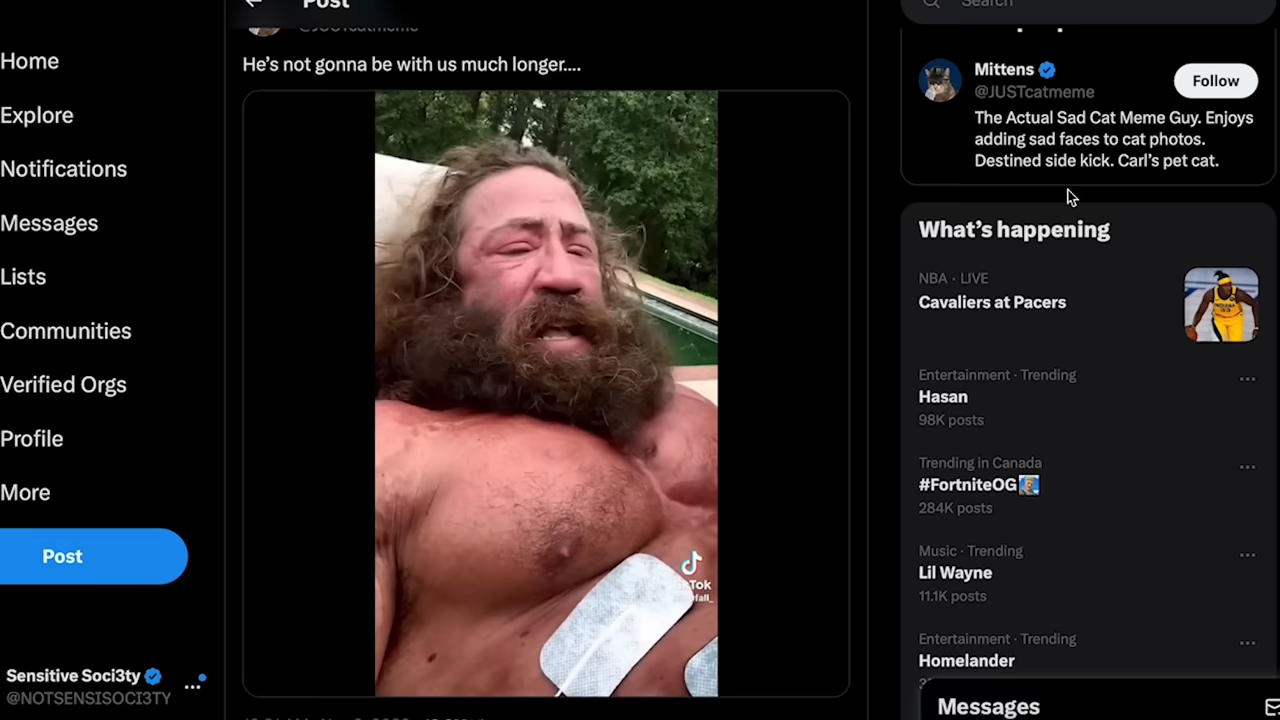 Post
Search
Home
Explore
Notifications
Messages
Lists
Communities
Verified Orgs
Profile
More
Post
Sensitive Soci3ty
@NOTSENSISOCI3TY
@JUSTcatmeme
He's not gonna be with us much longer....
Mittens
@JUSTcatmeme
Follow
The Actual Sad Cat Meme Guy. Enjoys
adding sad faces to cat photos.
Destined side kick. Carl's pet cat.
What's happening
NBA · LIVE
Cavaliers at Pacers
Entertainment · Trending
Hasan
98K posts
Trending in Canada
#FortniteOG
284K posts
Music · Trending
Lil Wayne
11.1K posts
Entertainment · Trending
Homelander
Messages